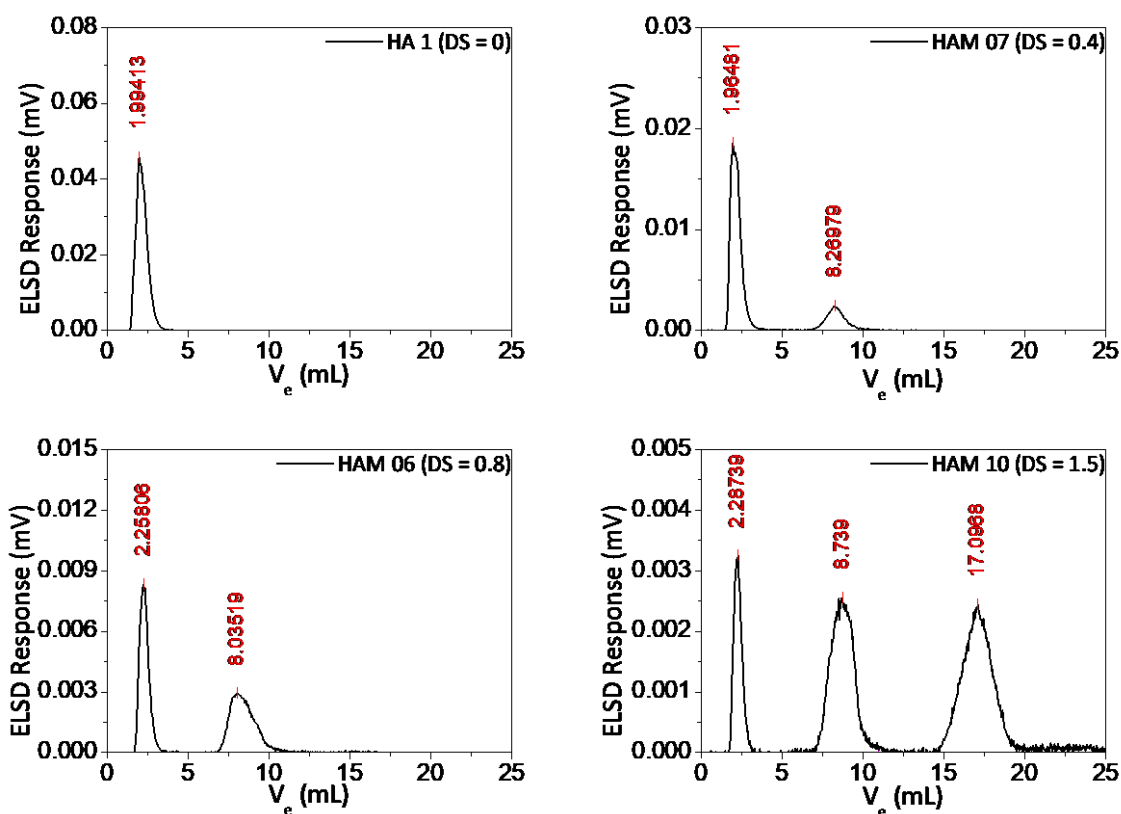 HA 1 (DS = 0)
1.99413
ELSD Response (mV)
0.08
0.06
0.04
0.02
0.00
0 5 10 15 20 25
Ve (mL)
HAM 07 (DS = 0.4)
1.96481
8.26979
ELSD Response (mV)
0.03
0.02
0.01
0.00
0 5 10 15 20 25
Ve (mL)
HAM 06 (DS = 0.8)
2.25806
8.03519
ELSD Response (mV)
0.015
0.012
0.009
0.006
0.003
0.000
0 5 10 15 20 25
Ve (mL)
HAM 10 (DS = 1.5)
2.28739
8.739
17.0968
ELSD Response (mV)
0.005
0.004
0.003
0.002
0.001
0.000
0 5 10 15 20 25
Ve (mL)